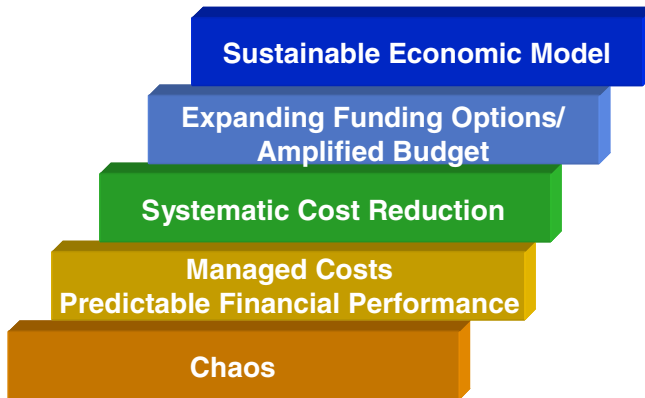 Sustainable Economic Model
Expanding Funding Options/
Amplified Budget
Systematic Cost Reduction
Managed Costs
Predictable Financial Performance
Chaos